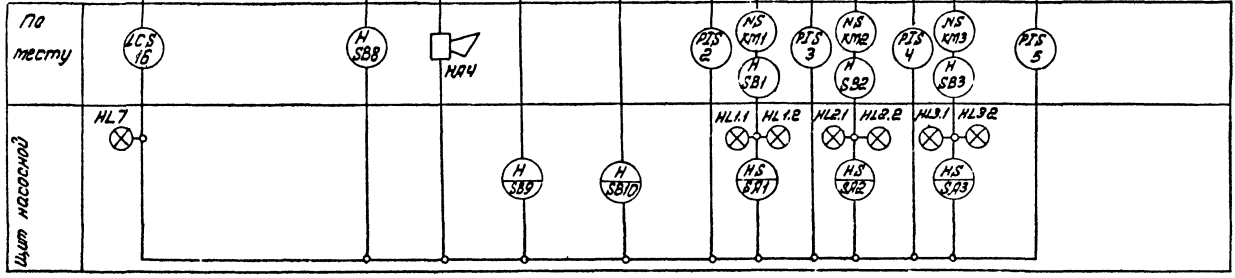 По
месту
LCS
16
H
SB8
HA4
PIS
2
NS
KM1
H
SB1
PIS
3
NS
KM2
H
SB2
PIS
4
NS
KM3
H
SB3
PIS
5
Щит насосной
HL7
H
SB9
H
SB10
HL1.1 HL1.2
HS
SA1
HL2.1 HL2.2
HS
SA2
HL3.1 HL3.2
HS
SA3